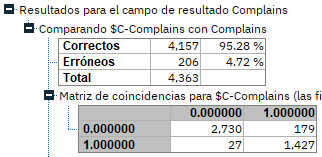 Resultados para el campo de resultado Complains
Comparando $C-Complains con Complains
Correctos 4,157 95.28 %
Erróneos 206 4.72 %
Total 4,363
Matriz de coincidencias para $C-Complains (las fi
0.000000 1.000000
0.000000 2,730 179
1.000000 27 1,427